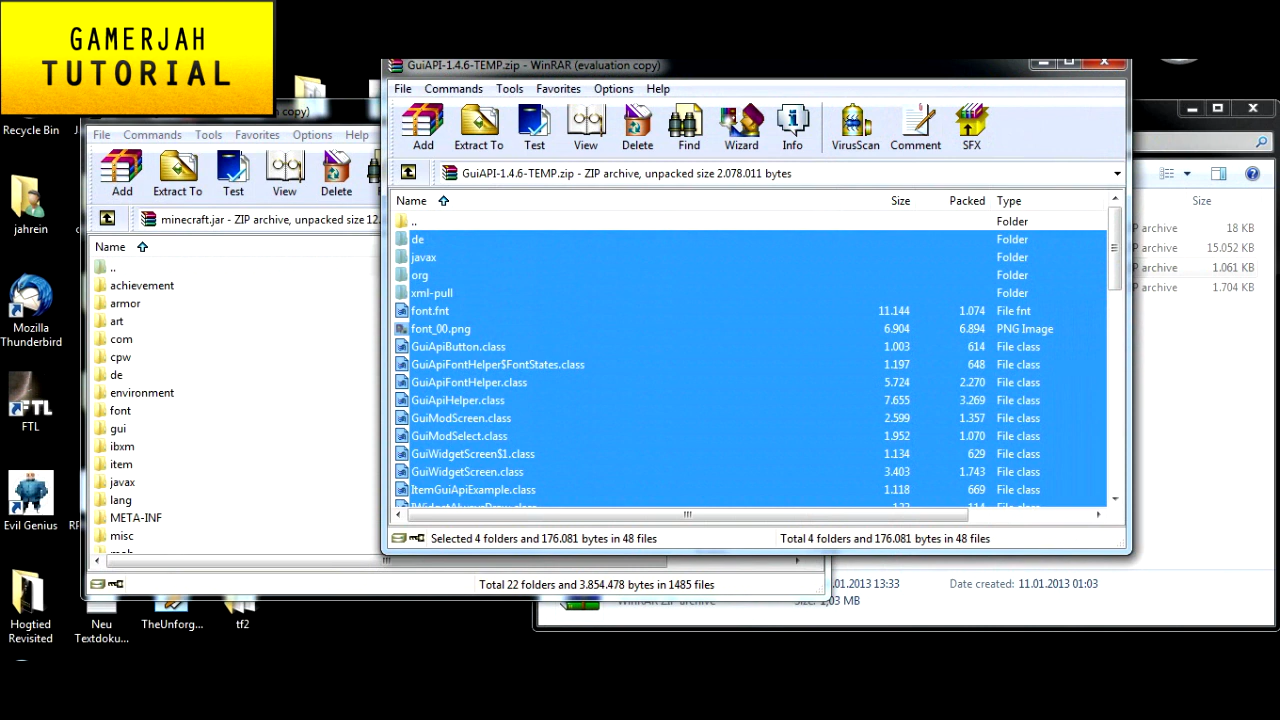 GAMERJAH
TUTORIAL
Recycle Bin
jahrein
Mozilla
Thunderbird
FTL
Evil Genius
Hogtied
Revisited
Neu
Textdoku...
TheUnforg...
tf2
copy)
File Commands Tools Favorites Options Help
Add Extract To Test View Delete
minecraft.jar - ZIP archive, unpacked size 12.
Name
..
achievement
armor
art
com
cpw
de
environment
font
gui
ibxm
item
javax
lang
META-INF
misc
mob
Total 22 folders and 3.854.478 bytes in 1485 files
GuiAPI-1.4.6-TEMP.zip - WinRAR (evaluation copy)
File Commands Tools Favorites Options Help
Add Extract To Test View Delete Find Wizard Info VirusScan Comment SFX
GuiAPI-1.4.6-TEMP.zip - ZIP archive, unpacked size 2.078.011 bytes
Name Size Packed Type
.. Folder
de Folder
javax Folder
org Folder
xml-pull Folder
font.fnt 11.144 1.074 File fnt
font_00.png 6.904 6.894 PNG Image
GuiApiButton.class 1.003 614 File class
GuiApiFontHelper$FontStates.class 1.197 648 File class
GuiApiFontHelper.class 5.724 2.270 File class
GuiApiHelper.class 7.655 3.269 File class
GuiModScreen.class 2.599 1.357 File class
GuiModSelect.class 1.952 1.070 File class
GuiWidgetScreen$1.class 1.134 629 File class
GuiWidgetScreen.class 3.403 1.743 File class
ItemGuiApiExample.class 1.118 669 File class
Selected 4 folders and 176.081 bytes in 48 files Total 4 folders and 176.081 bytes in 48 files
Size
P archive 18 KB
P archive 15.052 KB
P archive 1.061 KB
P archive 1.704 KB
.01.2013 13:33 Date created: 11.01.2013 01:03
WinRAR ZIP archive Size: 1,03 MB